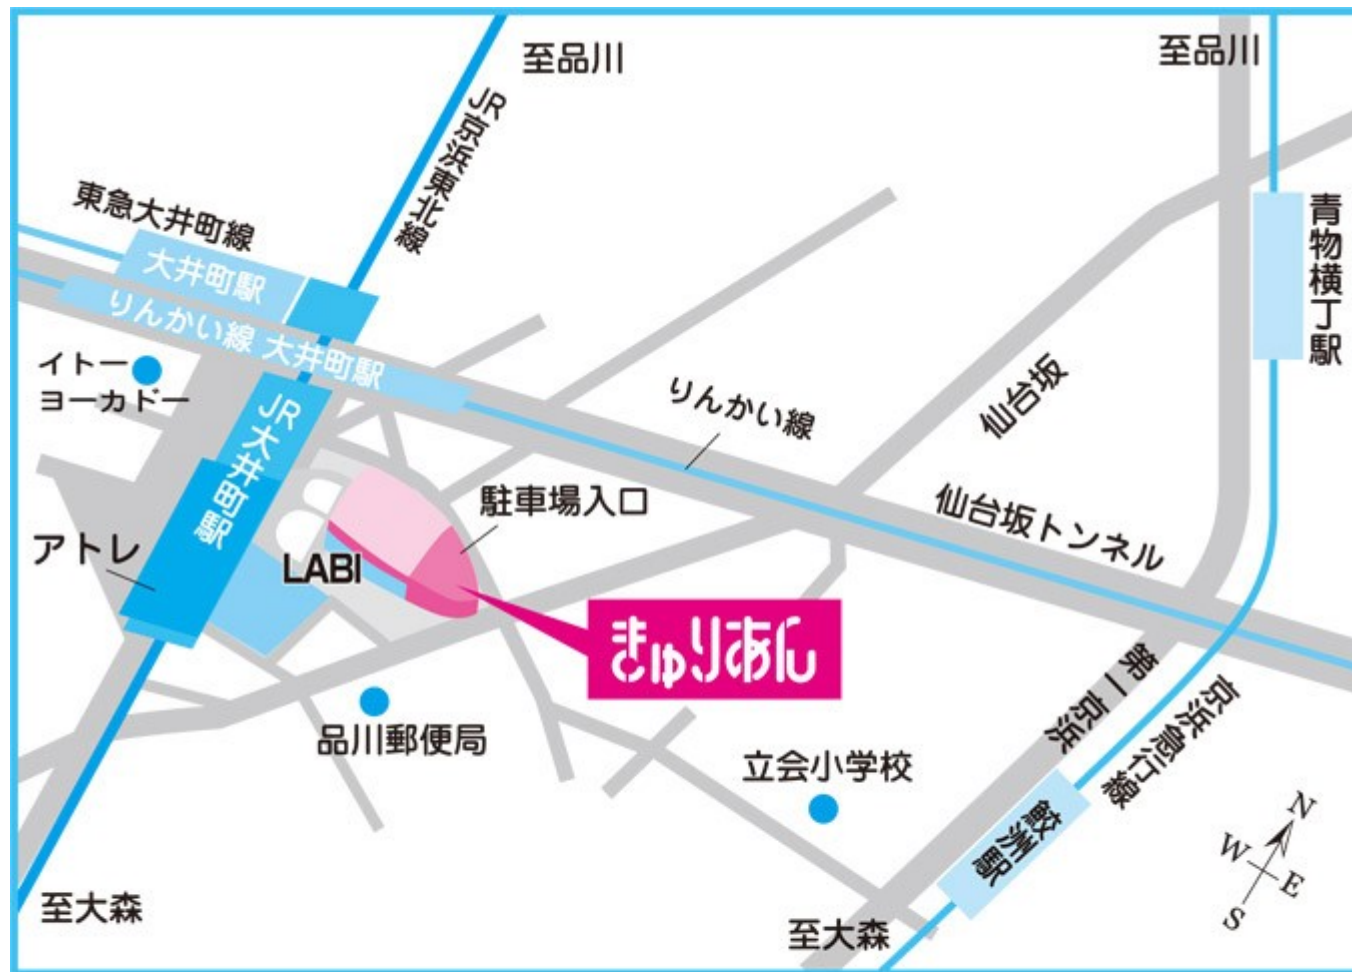 至品川
至品川
JR京浜東北線
東急大井町線
大井町駅
りんかい線 大井町駅
青物横丁駅
イトー
ヨーカドー
JR大井町駅
りんかい線
仙台坂
駐車場入口
仙台坂トンネル
アトレ
LABI
きゅりあん
第一京浜
京浜急行線
品川郵便局
立会小学校
鮫洲駅
N
W
E
S
至大森
至大森